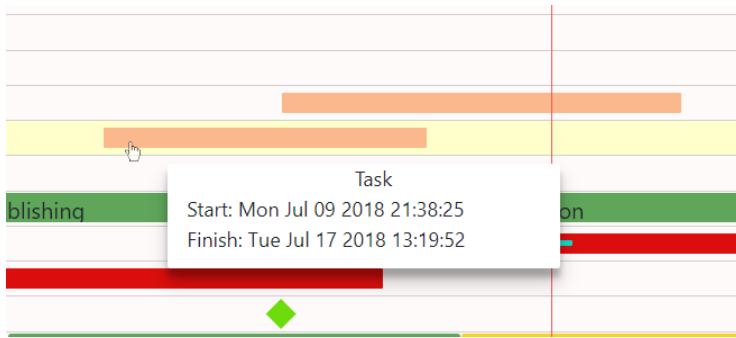 Task
Start: Mon Jul 09 2018 21:38:25
blishing
on
Finish: Tue Jul 17 2018 13:19:52